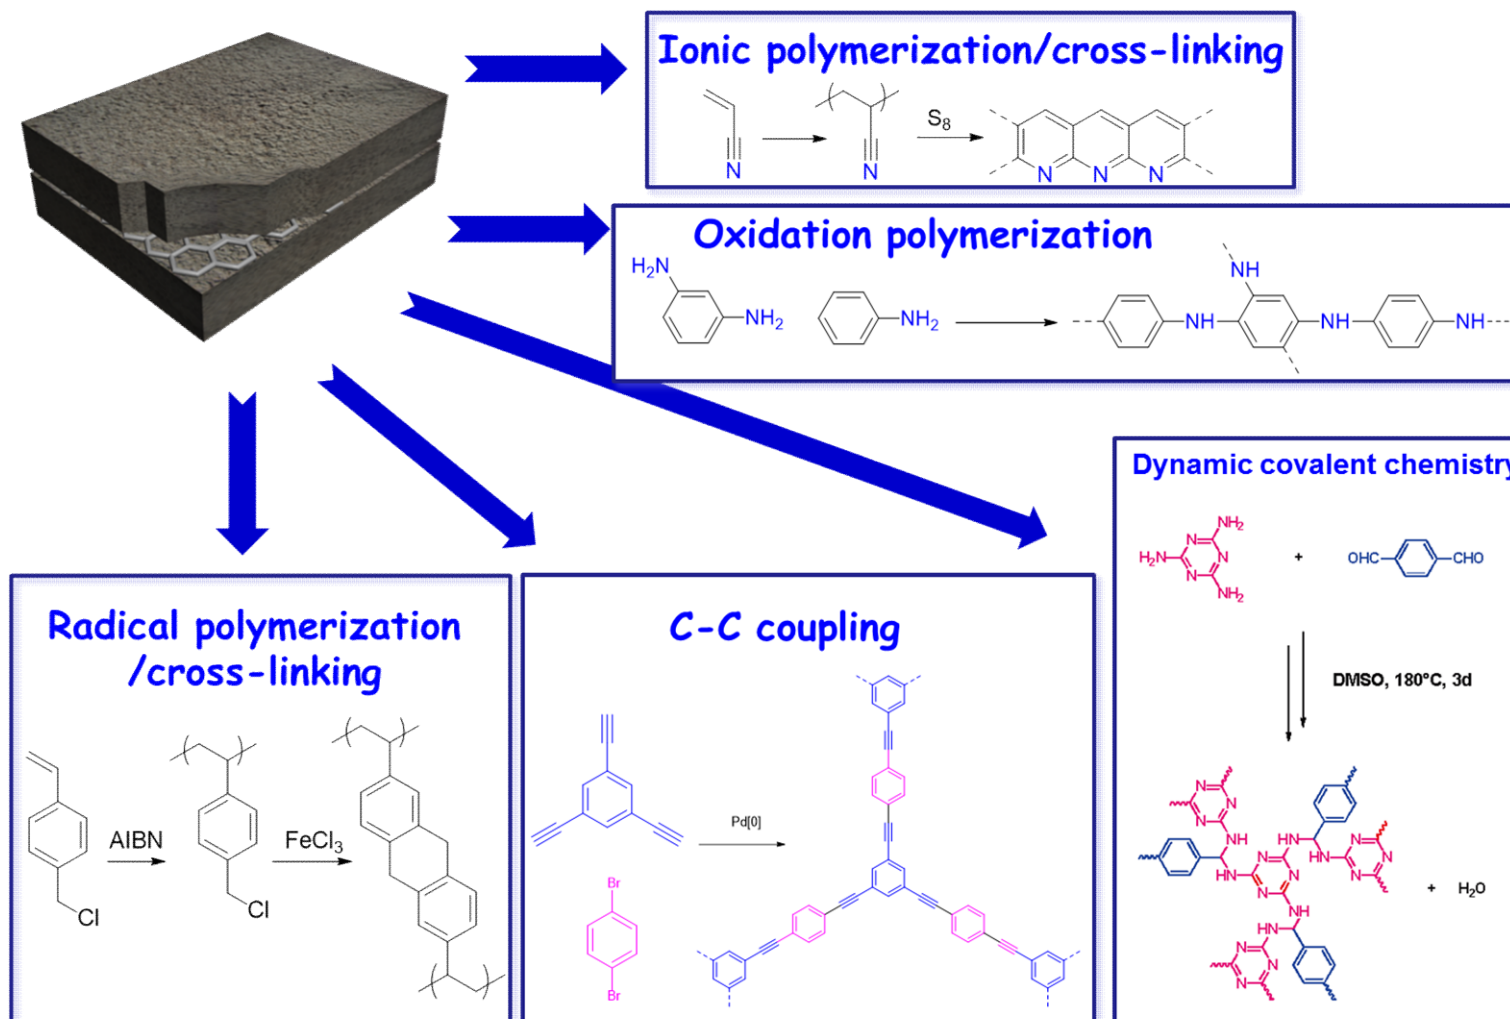 Ionic polymerization/cross-linking
S8
N
N
N
N
N
Oxidation polymerization
H2N
NH2
NH2
NH
NH
NH
NH
Dynamic covalent chemistry
NH2
H2N
NH2
N
N
N
+
OHC
CHO
DMSO, 180°C, 3d
N
N
N
NH
HN
NH
HN
NH
HN
N
N
N
N
N
N
N
N
N
+ H2O
Radical polymerization
/cross-linking
AIBN
FeCl3
Cl
Cl
C-C coupling
Pd[0]
Br
Br